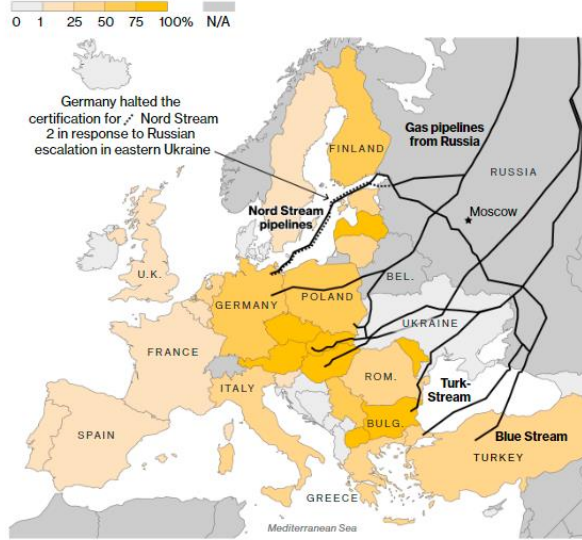 0 1 25 50 75 100% N/A
Germany halted the
certification for Nord Stream
2 in response to Russian
escalation in eastern Ukraine
FINLAND
Gas pipelines
from Russia
RUSSIA
Nord Stream
pipelines
Moscow
U.K.
BEL.
GERMANY
POLAND
UKRAINE
FRANCE
ITALY
ROM.
Turk-
Stream
SPAIN
BULG.
Blue Stream
TURKEY
GREECE
Mediterranean Sea